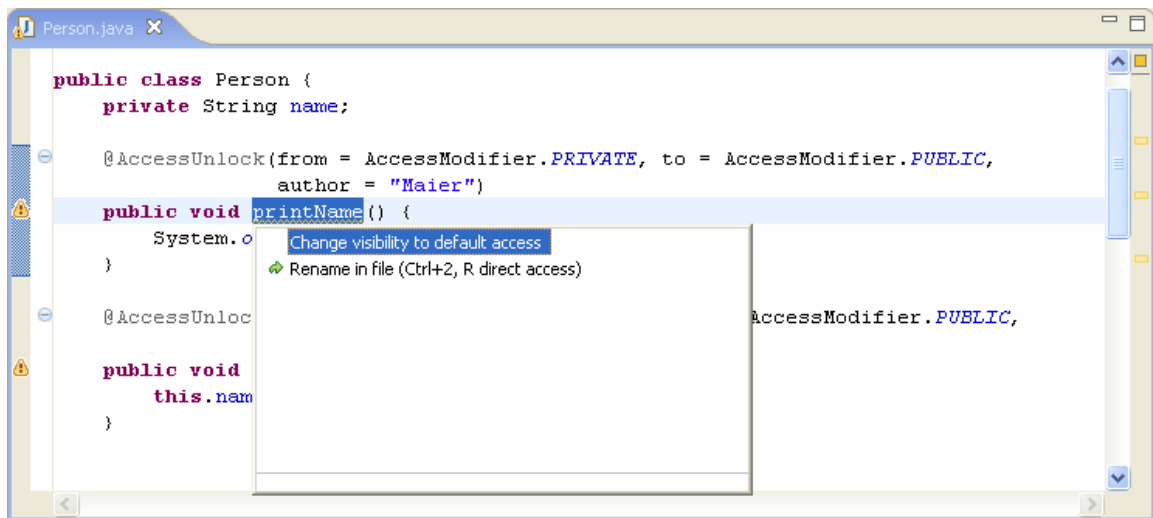 Person.java
public class Person {
private String name;
@AccessUnlock(from = AccessModifier.PRIVATE, to = AccessModifier.PUBLIC,
author = "Maier")
public void printName() {
System.o
Change visibility to default access
}
Rename in file (Ctrl+2, R direct access)
@AccessUnloc AccessModifier.PUBLIC,
public void
this.nam
}